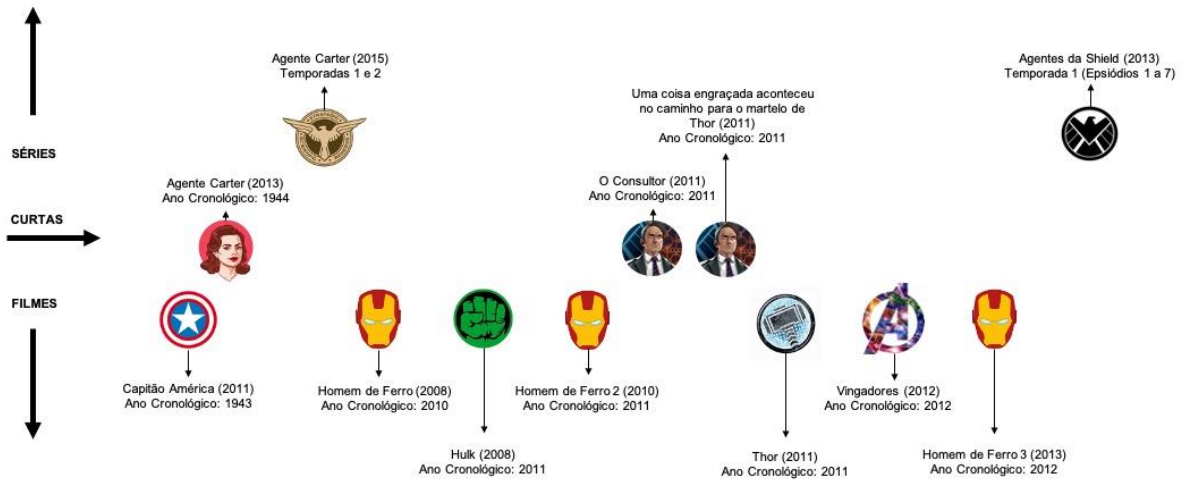 Agente Carter (2015)
Temporadas 1 e 2
Agentes da Shield (2013)
Temporada 1 (Epsiódios 1 a 7)
Uma coisa engraçada aconteceu
no caminho para o martelo de
Thor (2011)
Ano Cronológico: 2011
SÉRIES
Agente Carter (2013)
Ano Cronológico: 1944
O Consultor (2011)
Ano Cronológico: 2011
CURTAS
FILMES
Capitão América (2011)
Ano Cronológico: 1943
Homem de Ferro (2008)
Ano Cronológico: 2010
Homem de Ferro 2 (2010)
Ano Cronológico: 2011
Vingadores (2012)
Ano Cronológico: 2012
Hulk (2008)
Ano Cronológico: 2011
Thor (2011)
Ano Cronológico: 2011
Homem de Ferro 3 (2013)
Ano Cronológico: 2012